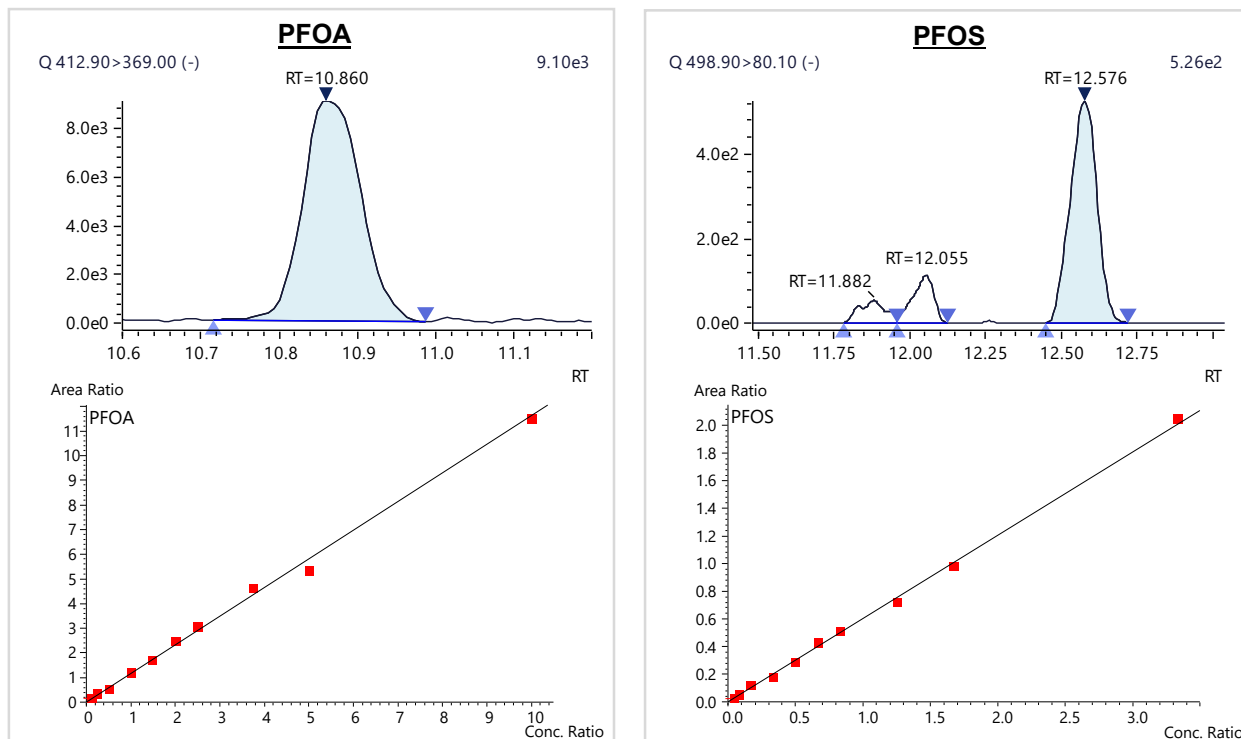 PFOA
Q 412.90>369.00 (-) 9.10e3
RT=10.860
8.0e3
6.0e3
4.0e3
2.0e3
0.0e0
10.6 10.7 10.8 10.9 11.0 11.1
RT
Area Ratio
PFOA
11
10
9
8
7
6
5
4
3
2
1
0
0 1 2 3 4 5 6 7 8 9 10
Conc. Ratio
PFOS
Q 498.90>80.10 (-) 5.26e2
RT=12.576
4.0e2
2.0e2
RT=12.055
RT=11.882
0.0e0
11.50 11.75 12.00 12.25 12.50 12.75
RT
Area Ratio
PFOS
2.0
1.8
1.6
1.4
1.2
1.0
0.8
0.6
0.4
0.2
0.0
0.0 0.5 1.0 1.5 2.0 2.5 3.0
Conc. Ratio